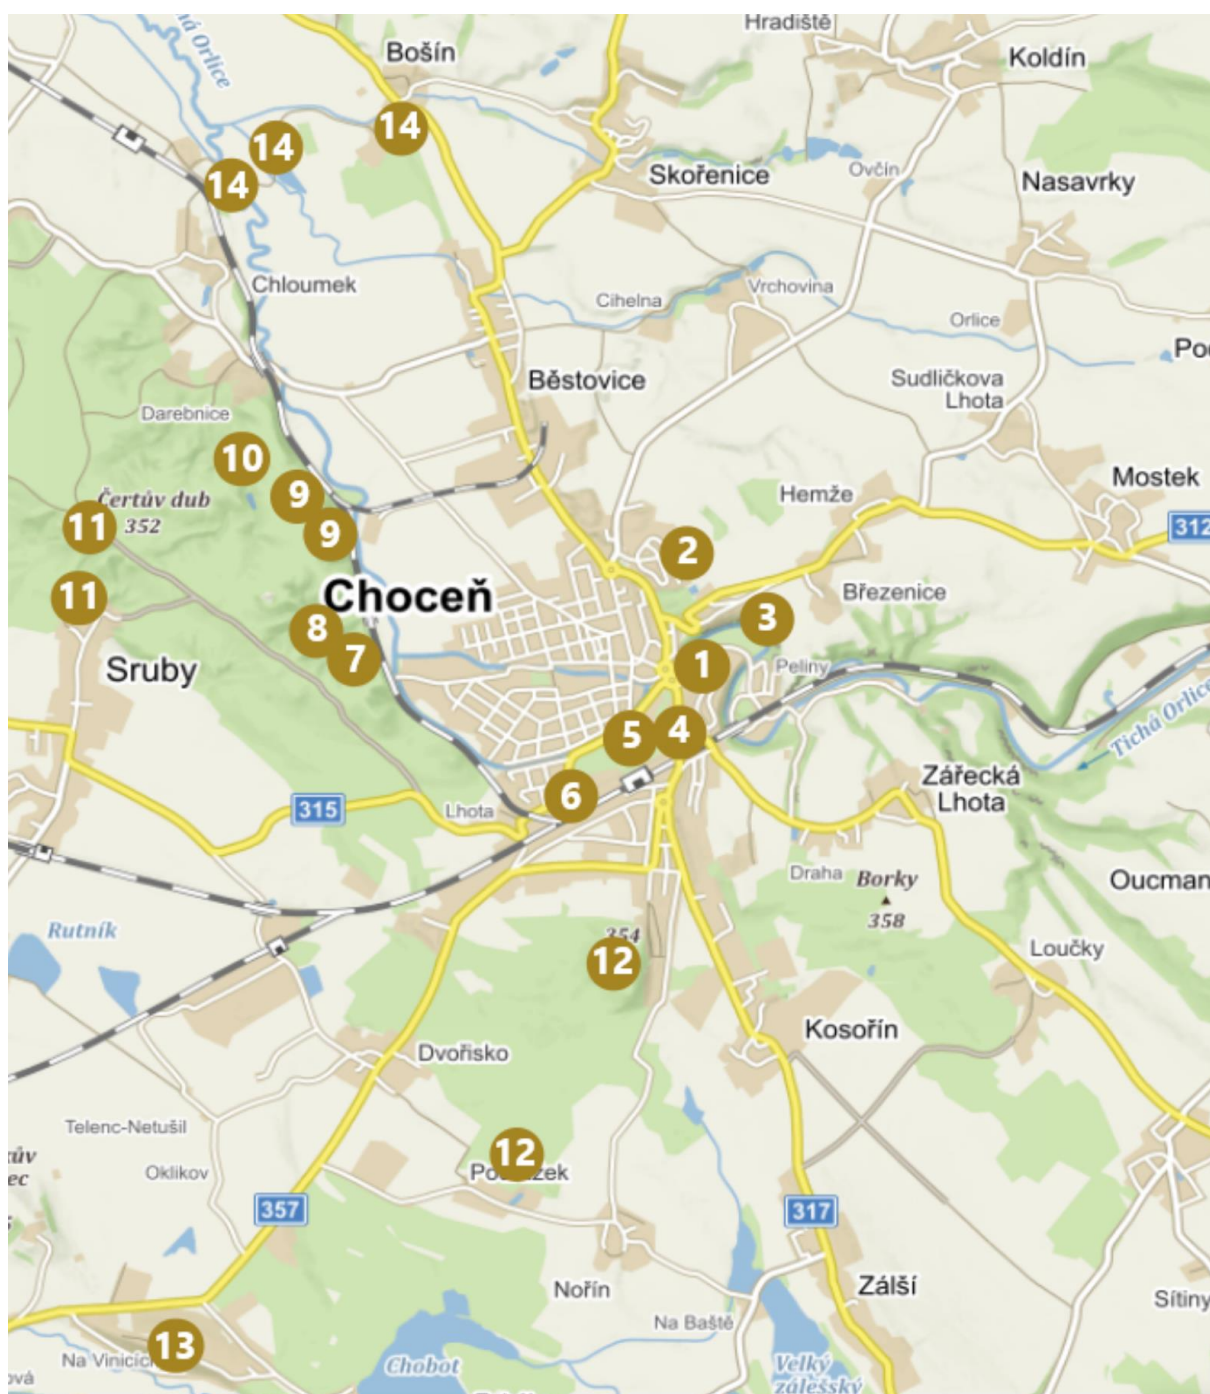 Hradiště
há Orlice
Bošín
Koldín
14
14
14
Skořenice
Ovčín
Nasavrky
Chloumek
Cihelna
Vrchovina
Orlice
Běstovice
Sudličkova
Lhota
Darebnice
10
Mostek
9
Hemže
Čertův dub
352
11
9
312
2
Choceň
Březenice
11
8
3
7
1
Peliny
Sruby
Tichá Orlice
5
4
Zářecká
Lhota
6
315
Lhota
Draha
Borky
358
Oucman
Rutník
354
12
Loučky
Kosořín
Dvořisko
Telenc-Netušil
12
Oklikov
357
317
Nořín
Zálší
Sítiny
Na Baště
13
Na Vinicích
Chobot
Velký
zálešský